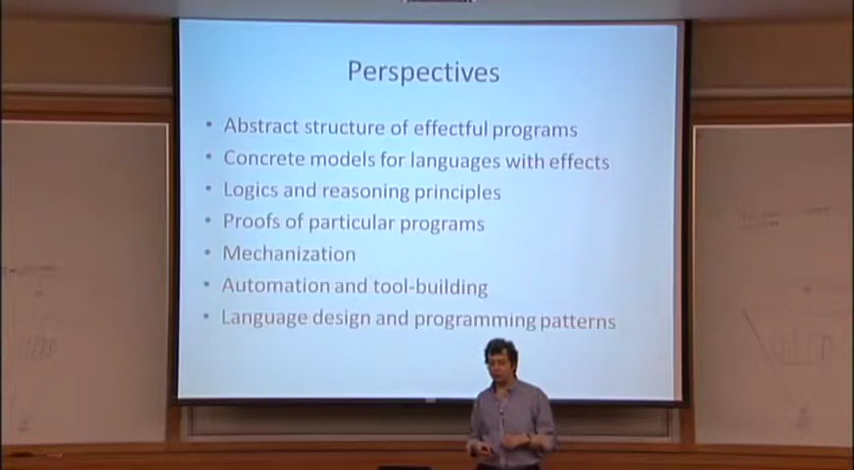 Perspectives
• Abstract structure of effectful programs
• Concrete models for languages with effects
• Logics and reasoning principles
• Proofs of particular programs
• Mechanization
• Automation and tool-building
• Language design and programming patterns